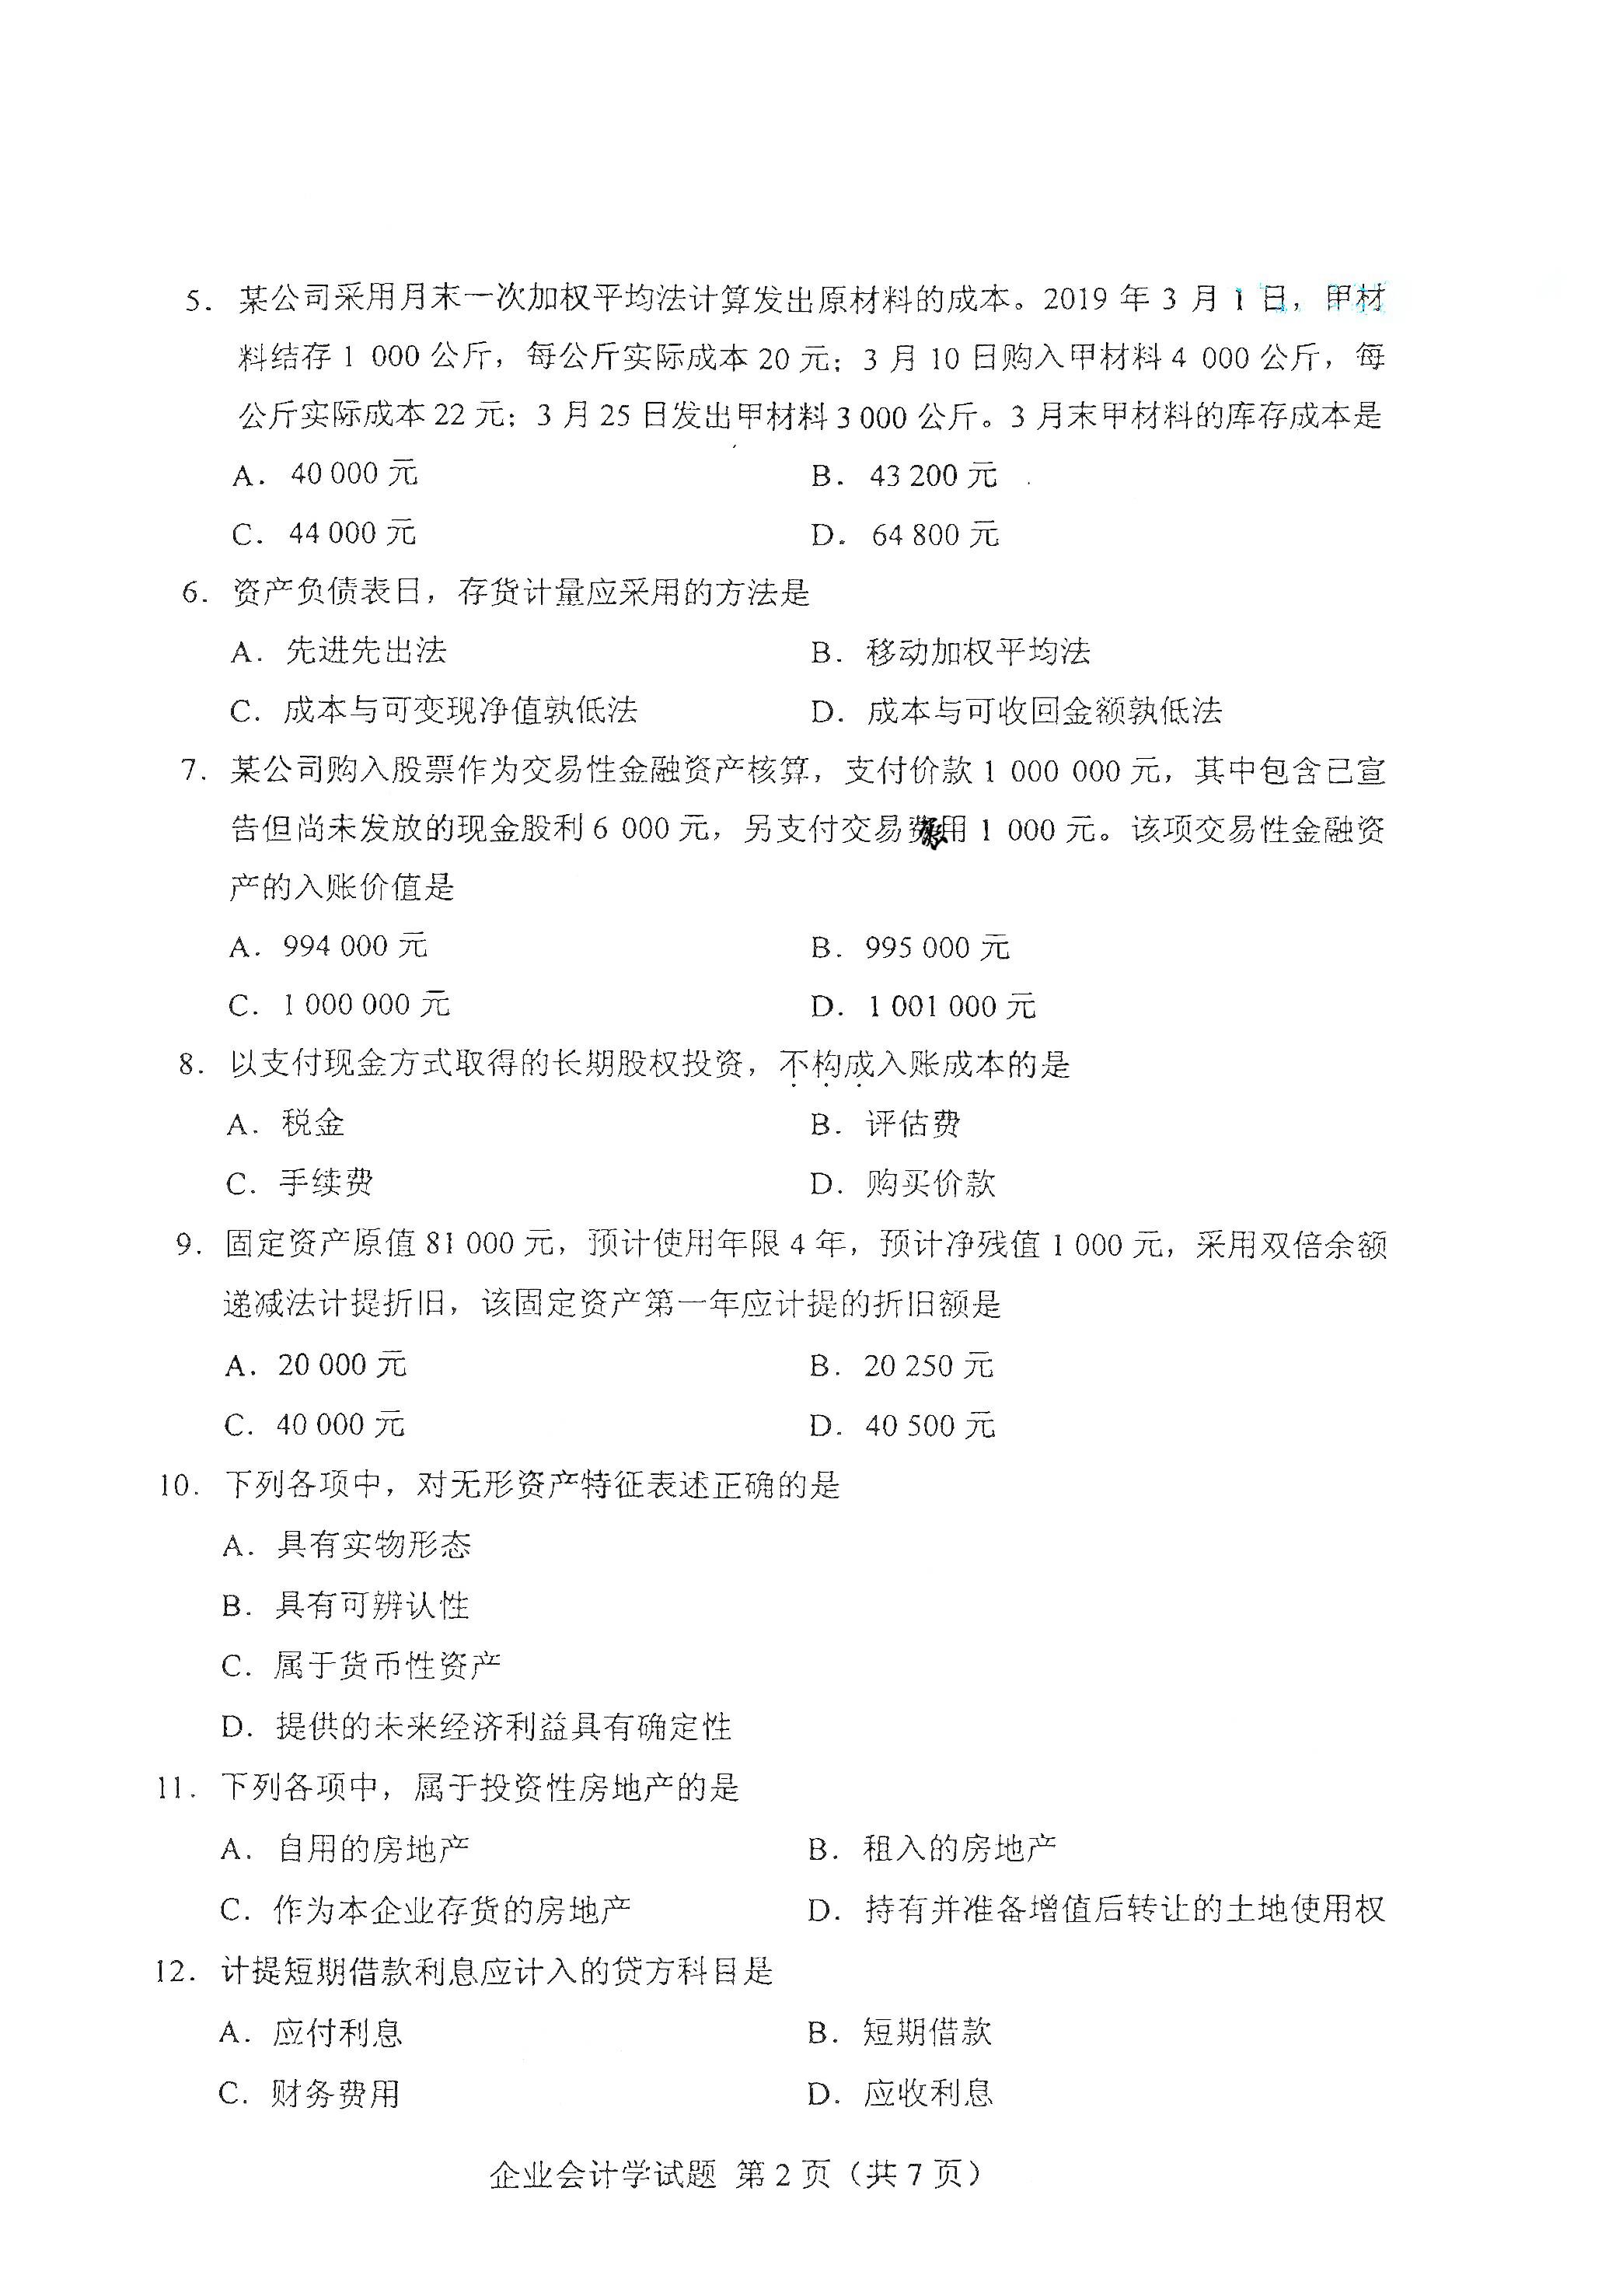 5. 某公司采用月末一次加权平均法计算发出原材料的成本。2019 年 3 月 1 日，甲材
料结存 1 000 公斤，每公斤实际成本 20 元；3 月 10 日购入甲材料 4 000 公斤，每
公斤实际成本 22 元；3 月 25 日发出甲材料 3 000 公斤。3 月末甲材料的库存成本是
A. 40 000 元 B. 43 200 元
C. 44 000 元 D. 64 800 元
6. 资产负债表日，存货计量应采用的方法是
A. 先进先出法 B. 移动加权平均法
C. 成本与可变现净值孰低法 D. 成本与可收回金额孰低法
7. 某公司购入股票作为交易性金融资产核算，支付价款 1 000 000 元，其中包含已宣
告但尚未发放的现金股利 6 000 元，另支付交易费用 1 000 元。该项交易性金融资
产的入账价值是
A. 994 000 元 B. 995 000 元
C. 1 000 000 元 D. 1 001 000 元
8. 以支付现金方式取得的长期股权投资，不构成入账成本的是
A. 税金 B. 评估费
C. 手续费 D. 购买价款
9. 固定资产原值 81 000 元，预计使用年限 4 年，预计净残值 1 000 元，采用双倍余额
递减法计提折旧，该固定资产第一年应计提的折旧额是
A. 20 000 元 B. 20 250 元
C. 40 000 元 D. 40 500 元
10. 下列各项中，对无形资产特征表述正确的是
A. 具有实物形态
B. 具有可辨认性
C. 属于货币性资产
D. 提供的未来经济利益具有确定性
11. 下列各项中，属于投资性房地产的是
A. 自用的房地产 B. 租入的房地产
C. 作为本企业存货的房地产 D. 持有并准备增值后转让的土地使用权
12. 计提短期借款利息应计入的贷方科目是
A. 应付利息 B. 短期借款
C. 财务费用 D. 应收利息
企业会计学试题 第 2 页（共 7 页）